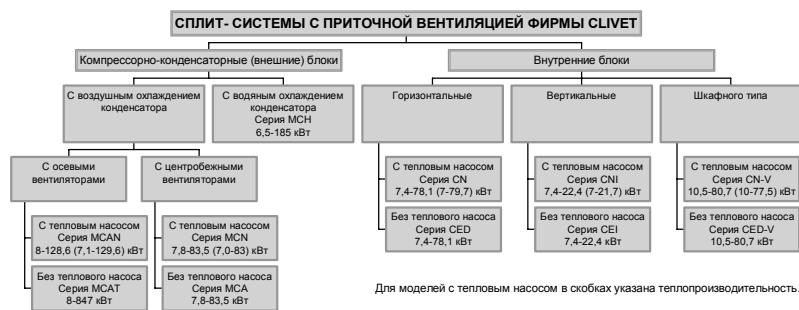 СПЛИТ- СИСТЕМЫ С ПРИТОЧНОЙ ВЕНТИЛЯЦИЕЙ ФИРМЫ CLIVET
Компрессорно-конденсаторные (внешние) блоки
Внутренние блоки
С воздушным охлаждением
конденсатора
С водяным охлаждением
конденсатора
Серия МСН
6,5-185 кВт
Горизонтальные
Вертикальные
Шкафного типа
С осевыми
вентиляторами
С центробежными
вентиляторами
С тепловым насосом
Серия CN
7,4-78,1 (7-79,7) кВт
С тепловым насосом
Серия CNI
7,4-22,4 (7-21,7) кВт
С тепловым насосом
Серия CN-V
10,5-80,7 (10-77,5) кВт
С тепловым насосом
Серия MCAN
8-128,6 (7,1-129,6) кВт
С тепловым насосом
Серия MCN
7,8-83,5 (7,0-83) кВт
Без теплового насоса
Серия CED
7,4-78,1 кВт
Без теплового насоса
Серия CEI
7,4-22,4 кВт
Без теплового насоса
Серия CED-V
10,5-80,7 кВт
Без теплового насоса
Серия MCAT
8-847 кВт
Без теплового насоса
Серия MCA
7,8-83,5 кВт
Для моделей с тепловым насосом в скобках указана теплопроизводительность.